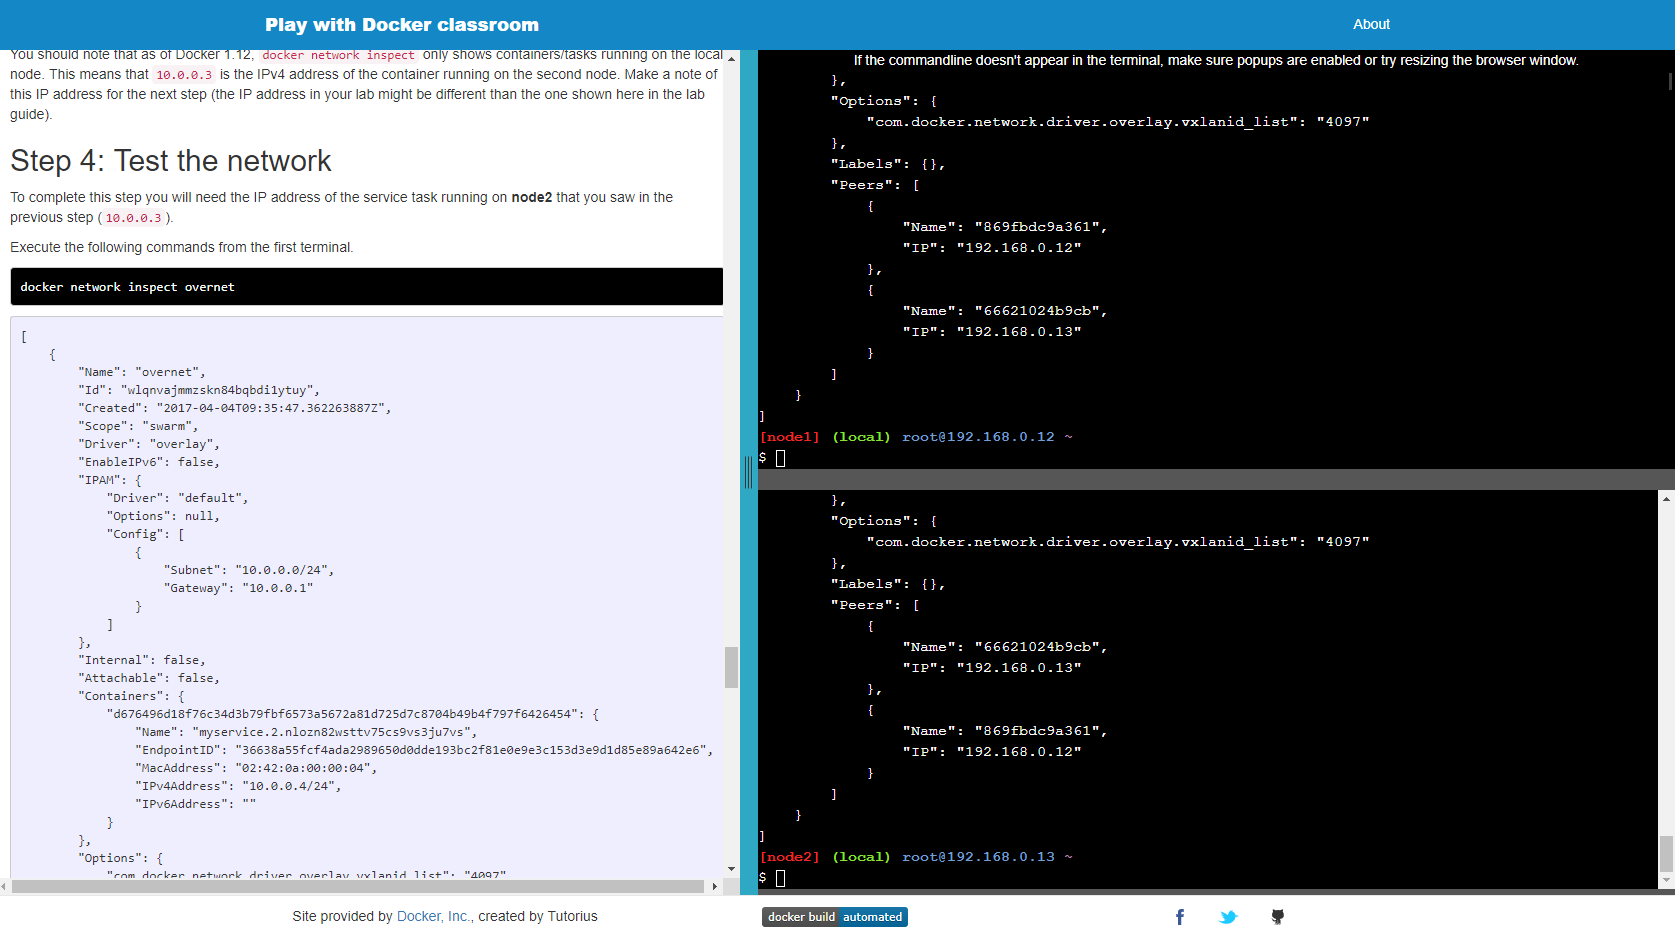 Play with Docker classroom
About
You should note that as of Docker 1.12, docker network inspect only shows containers/tasks running on the local
node. This means that 10.0.0.3 is the IPv4 address of the container running on the second node. Make a note of
this IP address for the next step (the IP address in your lab might be different than the one shown here in the lab
guide).
Step 4: Test the network
To complete this step you will need the IP address of the service task running on node2 that you saw in the
previous step ( 10.0.0.3 ).
Execute the following commands from the first terminal.
docker network inspect overnet
[
{
"Name": "overnet",
"Id": "wlqnvajmmzskn84bqbdi1ytuy",
"Created": "2017-04-04T09:35:47.362263887Z",
"Scope": "swarm",
"Driver": "overlay",
"EnableIPv6": false,
"IPAM": {
"Driver": "default",
"Options": null,
"Config": [
{
"Subnet": "10.0.0.0/24",
"Gateway": "10.0.0.1"
}
]
},
"Internal": false,
"Attachable": false,
"Containers": {
"d676496d18f76c34d3b79fbf6573a5672a81d725d7c8704b49b4f797f6426454": {
"Name": "myservice.2.nlozn82wsttv75cs9vs3ju7vs",
"EndpointID": "36638a55fcf4ada2989650d0dde193bc2f81e0e9e3c153d3e9d1d85e89a642e6",
"MacAddress": "02:42:0a:00:00:04",
"IPv4Address": "10.0.0.4/24",
"IPv6Address": ""
}
},
"Options": {
"com.docker.network.driver.overlay.vxlanid_list": "4097"
If the commandline doesn't appear in the terminal, make sure popups are enabled or try resizing the browser window.
},
"Options": {
"com.docker.network.driver.overlay.vxlanid_list": "4097"
},
"Labels": {},
"Peers": [
{
"Name": "869fbdc9a361",
"IP": "192.168.0.12"
},
{
"Name": "66621024b9cb",
"IP": "192.168.0.13"
}
]
}
]
[node1] (local) root@192.168.0.12 ~
$
},
"Options": {
"com.docker.network.driver.overlay.vxlanid_list": "4097"
},
"Labels": {},
"Peers": [
{
"Name": "66621024b9cb",
"IP": "192.168.0.13"
},
{
"Name": "869fbdc9a361",
"IP": "192.168.0.12"
}
]
}
]
[node2] (local) root@192.168.0.13 ~
$
Site provided by Docker, Inc., created by Tutorius
docker build automated